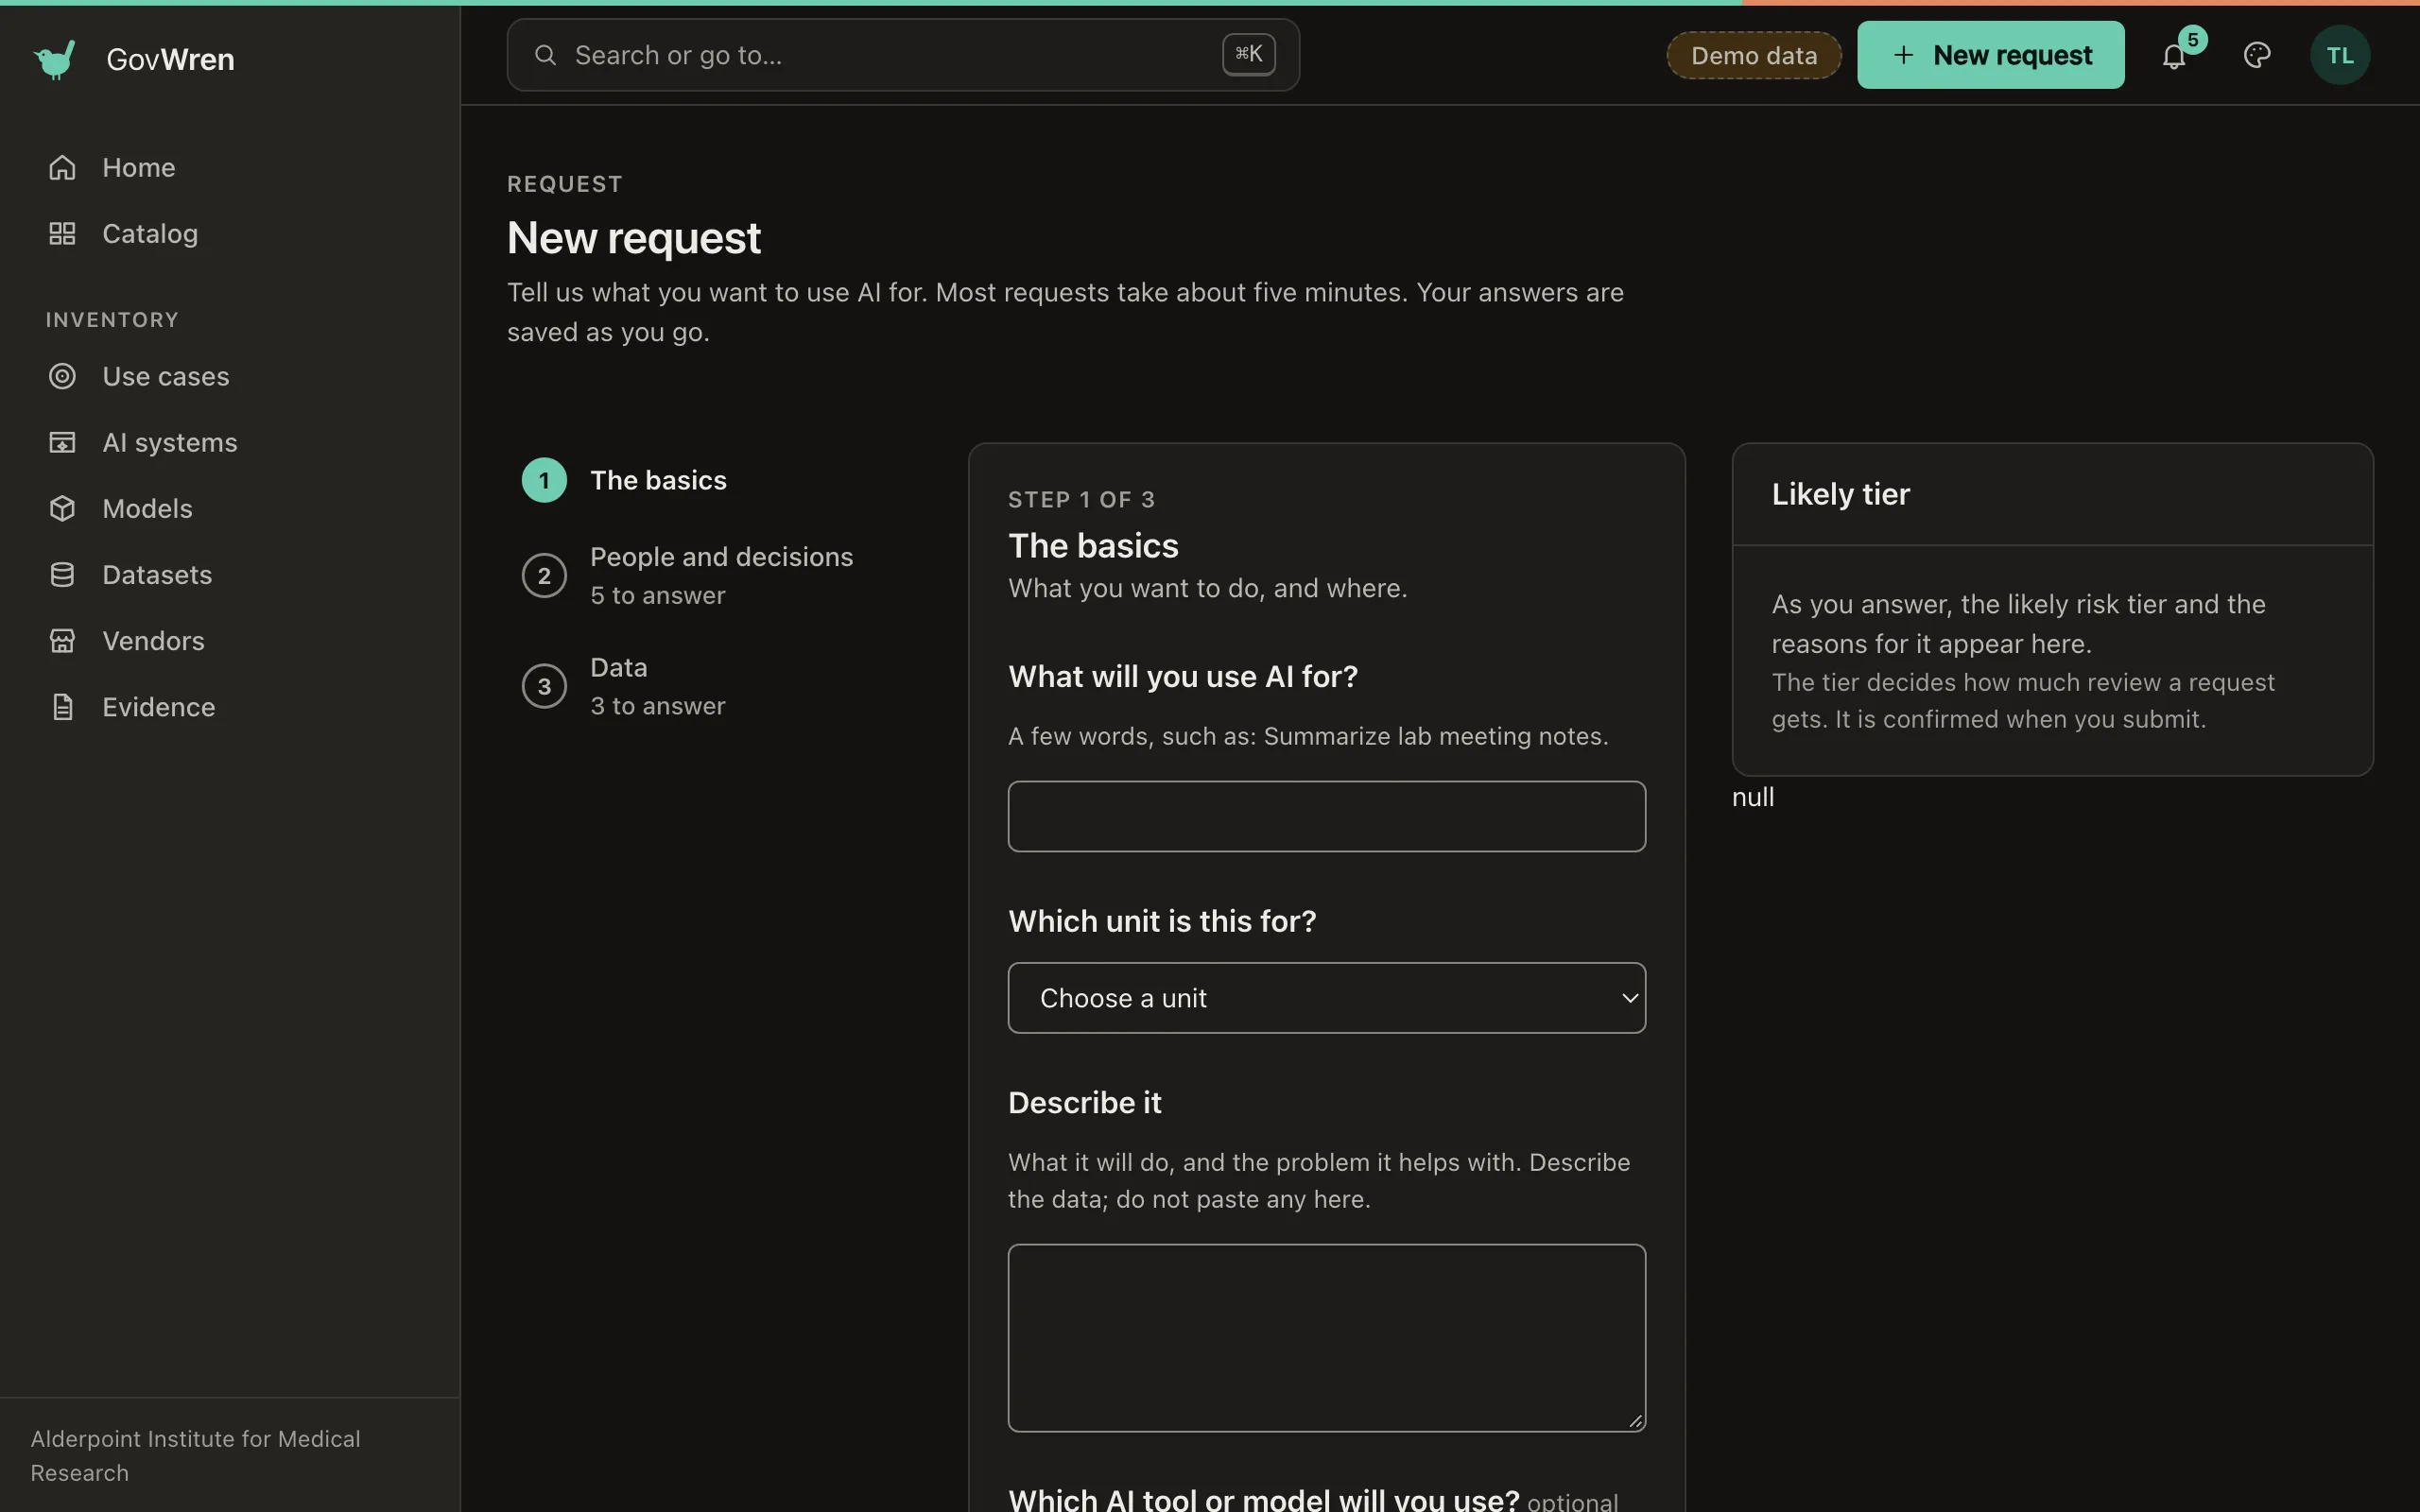 GovWren
Search or go to...
⌘K
Demo data
+ New request
5
TL
Home
Catalog
INVENTORY
Use cases
AI systems
Models
Datasets
Vendors
Evidence
Alderpoint Institute for Medical
Research
REQUEST
New request
Tell us what you want to use AI for. Most requests take about five minutes. Your answers are
saved as you go.
1 The basics
2 People and decisions
5 to answer
3 Data
3 to answer
STEP 1 OF 3
The basics
What you want to do, and where.
What will you use AI for?
A few words, such as: Summarize lab meeting notes.
Which unit is this for?
Choose a unit
Describe it
What it will do, and the problem it helps with. Describe
the data; do not paste any here.
Which AI tool or model will you use? optional
Likely tier
As you answer, the likely risk tier and the
reasons for it appear here.
The tier decides how much review a request
gets. It is confirmed when you submit.
null